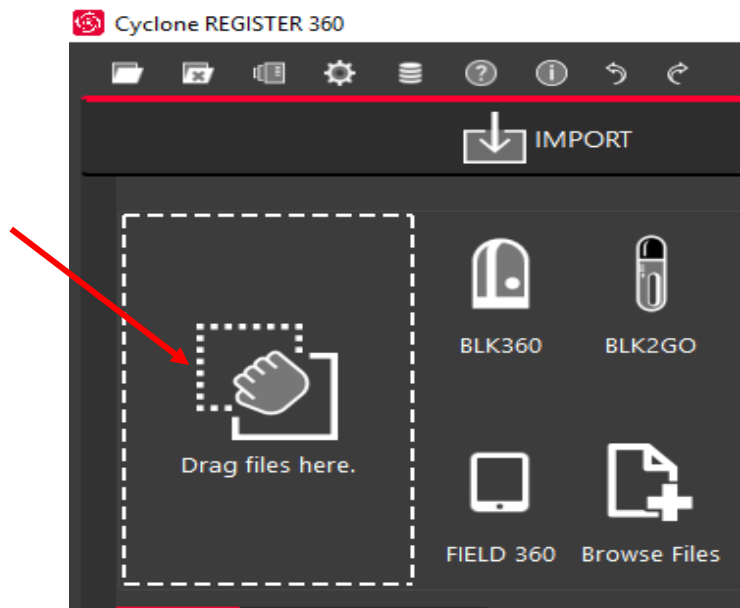 Cyclone REGISTER 360
IMPORT
Drag files here.
BLK360
BLK2GO
FIELD 360
Browse Files